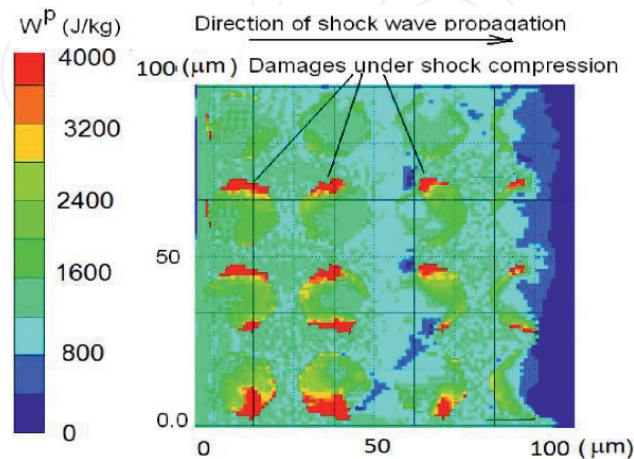 W^p (J/kg)
Direction of shock wave propagation
4000
100 (μm) Damages under shock compression
3200
2400
50
1600
800
0.0
0
0 50 100 (μm)